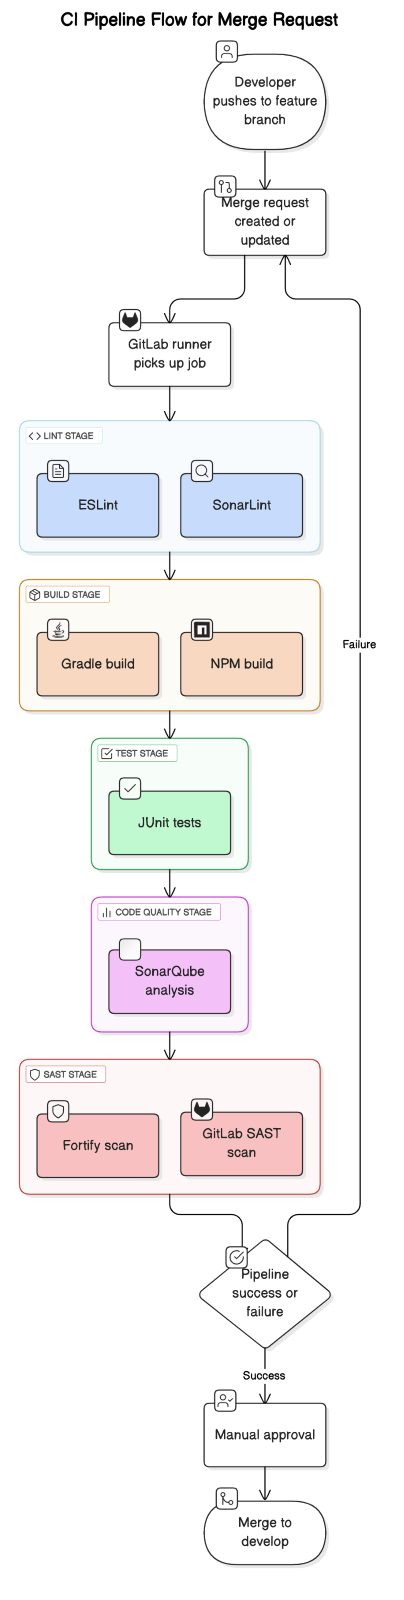 CI Pipeline Flow for Merge Request
Developer
pushes to feature
branch
Merge request
created or
updated
GitLab runner
picks up job
LINT STAGE
ESLint
SonarLint
BUILD STAGE
Gradle build
NPM build
Failure
TEST STAGE
JUnit tests
CODE QUALITY STAGE
SonarQube
analysis
SAST STAGE
Fortify scan
GitLab SAST
scan
Pipeline
success or
failure
Success
Manual approval
Merge to
develop